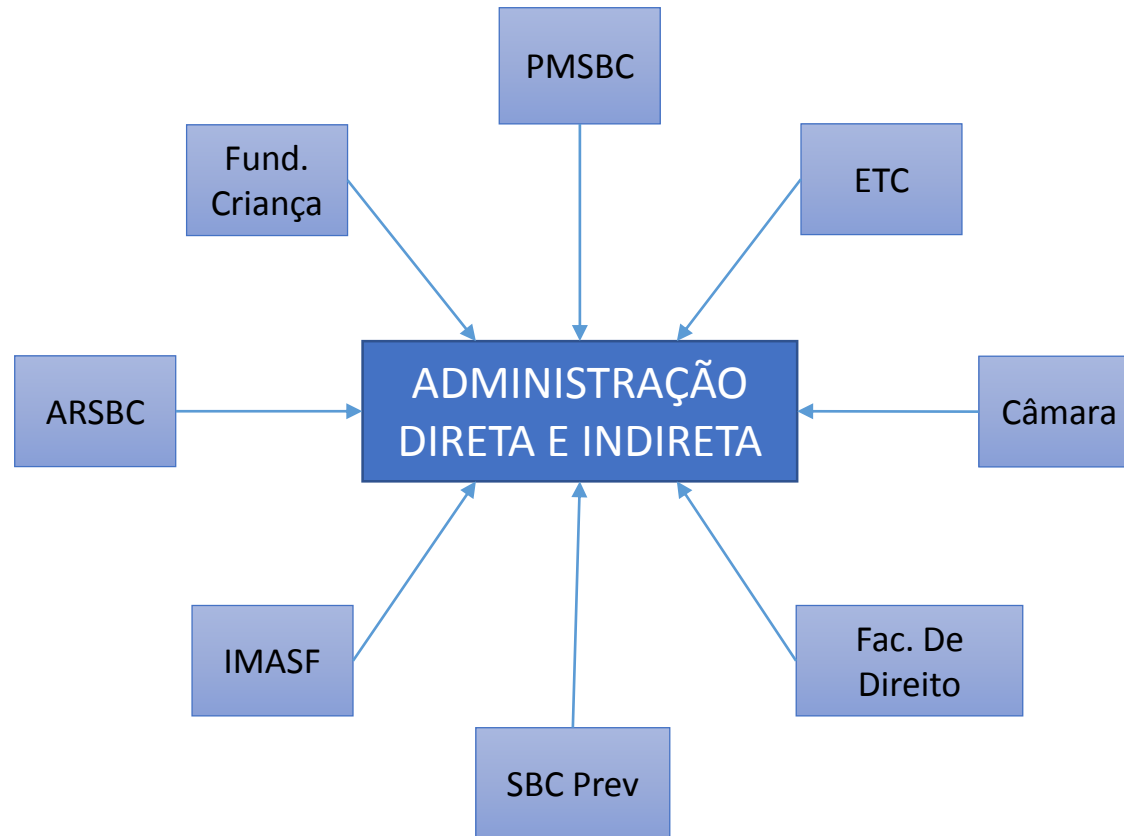 PMSBC
Fund.
Criança
ETC
ADMINISTRAÇÃO
DIRETA E INDIRETA
ARSBC
Câmara
IMASF
Fac. De
Direito
SBC Prev